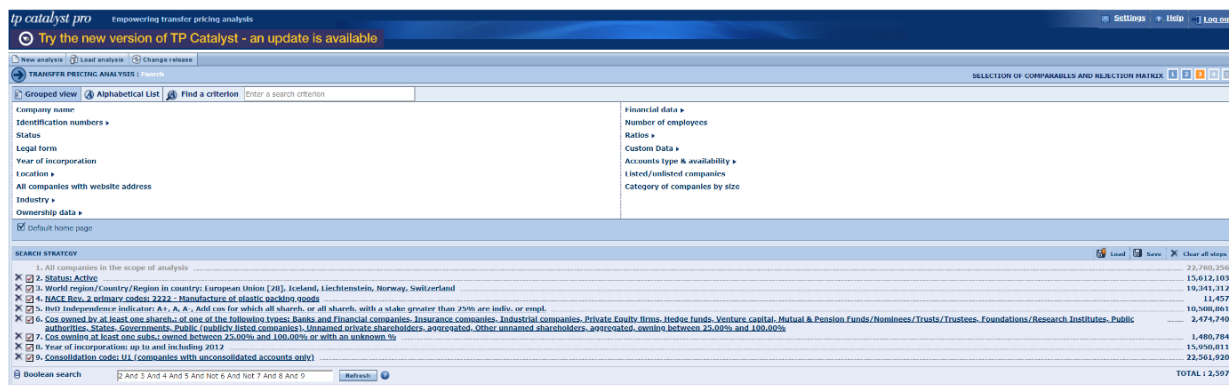 tp catalyst pro Empowering transfer pricing analysis Settings Help Log out
Try the new version of TP Catalyst - an update is available
New analysis Load analysis Change release
TRANSFER PRICING ANALYSIS : Faerch SELECTION OF COMPARABLES AND REJECTION MATRIX 1 2 3 4
Grouped view Alphabetical List Find a criterion Enter a search criterion
Company name Financial data
Identification numbers Number of employees
Status Ratios
Legal form Custom Data
Year of incorporation Accounts type & availability
Location Listed/unlisted companies
All companies with website address Category of companies by size
Industry
Ownership data
Default home page
SEARCH STRATEGY Load Save Clear all steps
1. All companies in the scope of analysis 22,760,256
2. Status: Active 15,612,103
3. World region/Country/Region in country: European Union [28], Iceland, Liechtenstein, Norway, Switzerland 19,341,312
4. NACE Rev. 2 primary codes: 2222 - Manufacture of plastic packing goods 11,457
5. BvD Independence indicator: A+, A, A-, Add cos for which all shareh. or all shareh. with a stake greater than 25% are indiv. or empl. 10,508,861
6. Cos owned by at least one shareh.: of one of the following types: Banks and Financial companies, Insurance companies, Industrial companies, Private Equity firms, Hedge funds, Venture capital, Mutual & Pension Funds/Nominees/Trusts/Trustees, Foundations/Research Institutes, Public 2,474,740
authorities, States, Governments, Public (publicly listed companies), Unnamed private shareholders, aggregated, Other unnamed shareholders, aggregated, owning between 25.00% and 100.00%
7. Cos owning at least one subs.: owned between 25.00% and 100.00% or with an unknown % 1,480,784
8. Year of incorporation: up to and including 2012 15,950,811
9. Consolidation code: U1 (companies with unconsolidated accounts only) 22,561,920
Boolean search 2 And 3 And 4 And 5 And Not 6 And Not 7 And 8 And 9 Refresh TOTAL : 2,597